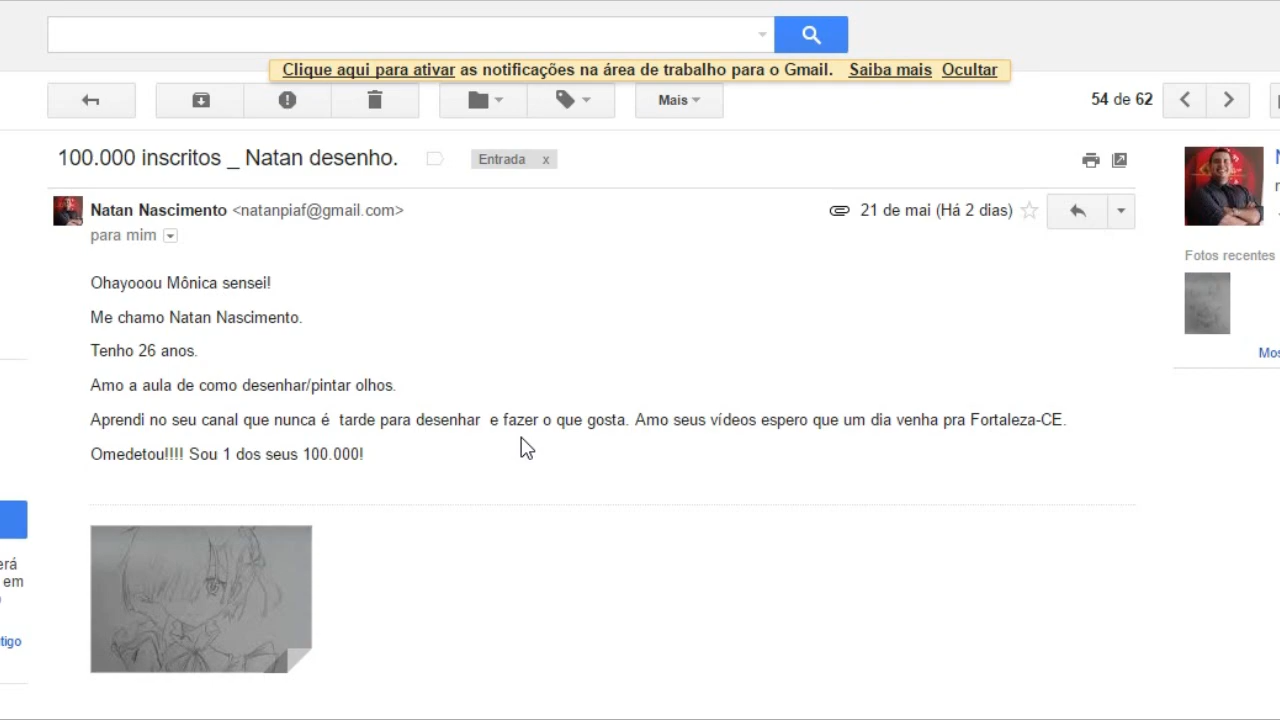 Clique aqui para ativar as notificações na área de trabalho para o Gmail. Saiba mais Ocultar
Mais
54 de 62
100.000 inscritos _ Natan desenho.
Entrada x
Natan Nascimento <natanpiaf@gmail.com>
21 de mai (Há 2 dias)
para mim
Ohayooou Mônica sensei!
Me chamo Natan Nascimento.
Tenho 26 anos.
Amo a aula de como desenhar/pintar olhos.
Aprendi no seu canal que nunca é  tarde para desenhar  e fazer o que gosta. Amo seus vídeos espero que um dia venha pra Fortaleza-CE.
Omedetou!!!! Sou 1 dos seus 100.000!
Fotos recentes
Mos
erá
em
tigo